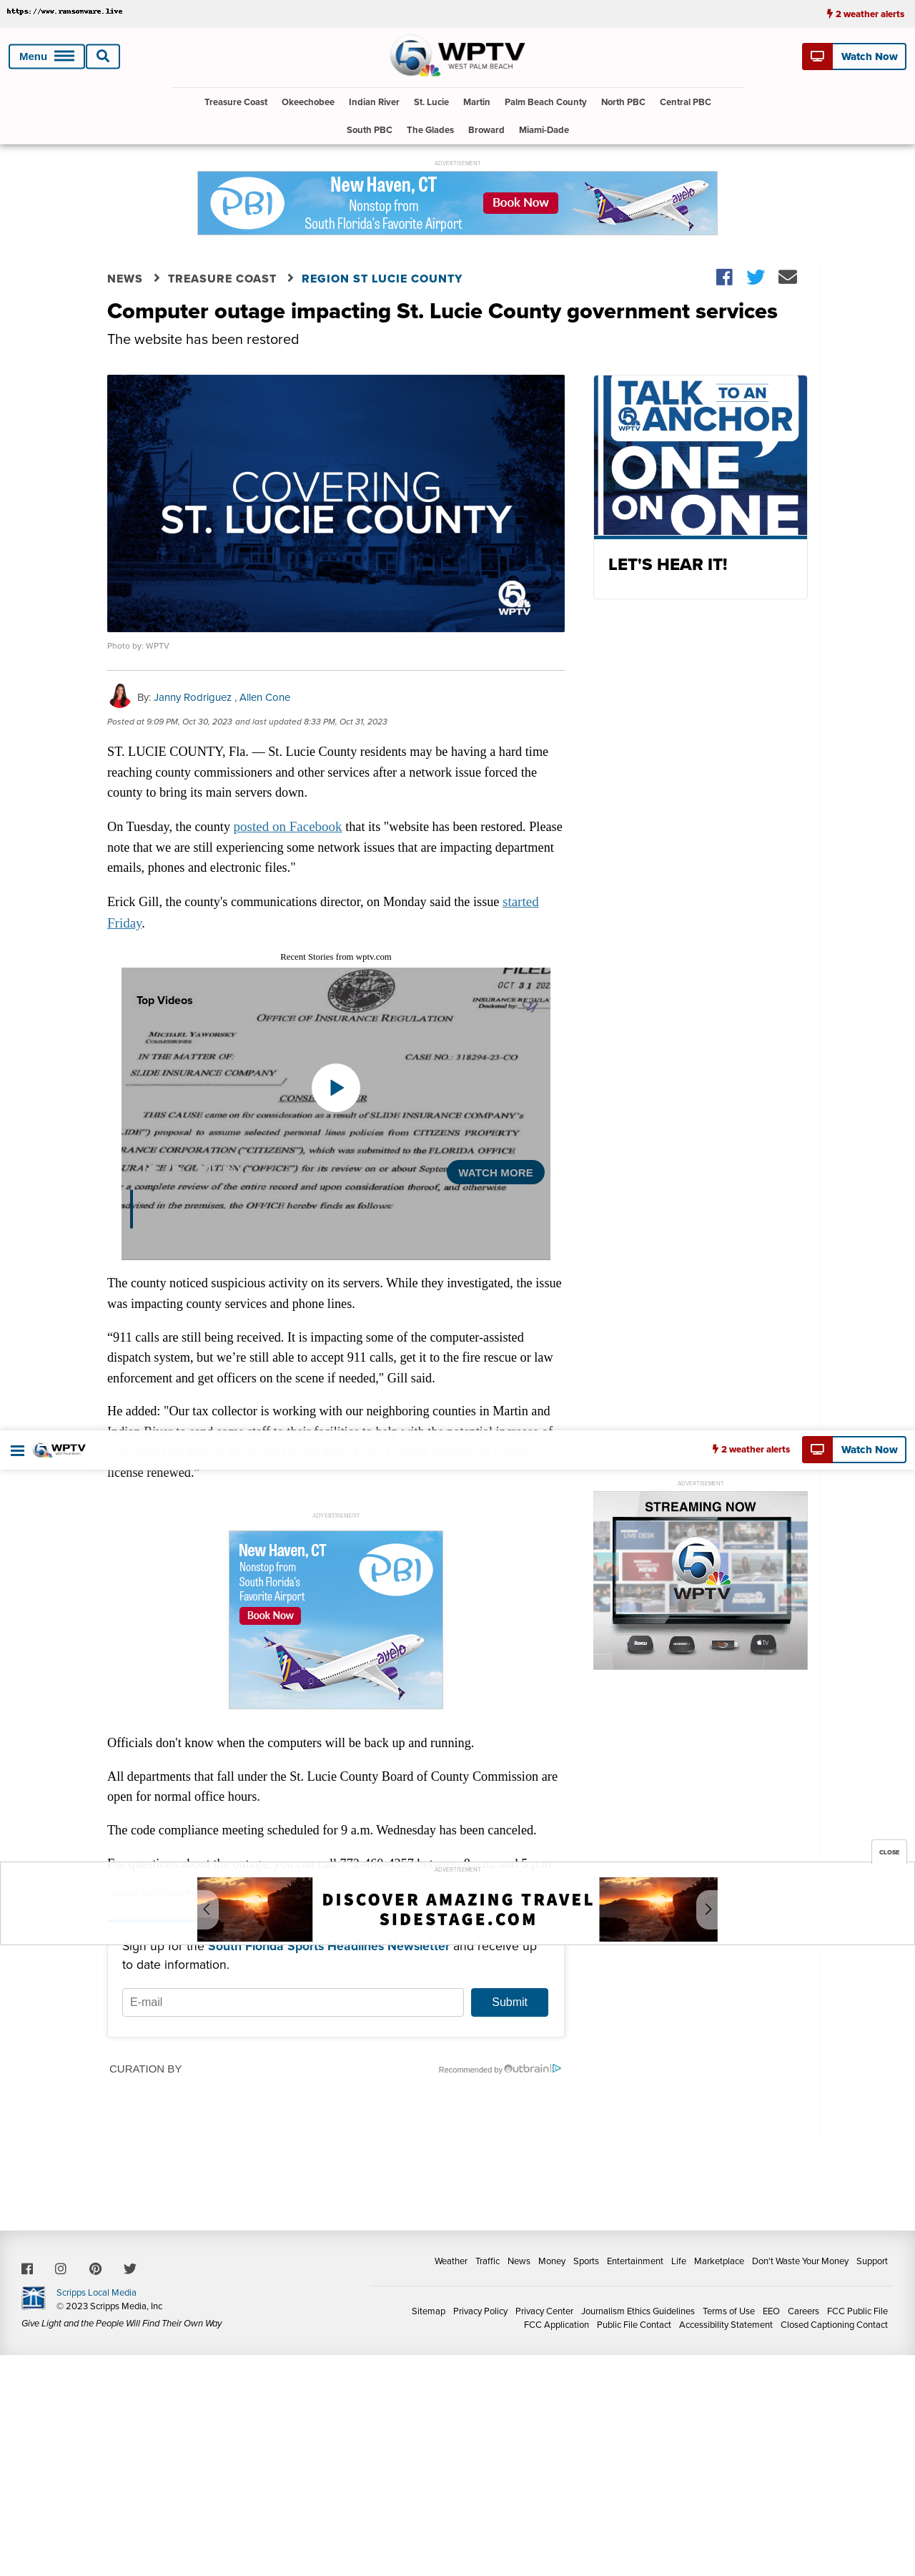 https://www.ransomware.live
2 weather alerts
Menu
WPTV
WEST PALM BEACH
Watch Now
Treasure Coast Okeechobee Indian River St. Lucie Martin Palm Beach County North PBC Central PBC
South PBC The Glades Broward Miami-Dade
ADVERTISEMENT
PBI
New Haven, CT
Nonstop from
South Florida's Favorite Airport
Book Now
NEWS > TREASURE COAST > REGION ST LUCIE COUNTY
Computer outage impacting St. Lucie County government services
The website has been restored
COVERING
ST. LUCIE COUNTY
5
WPTV
TALK TO AN
ANCHOR
WPTV
ONE
ON ONE
LET'S HEAR IT!
Photo by: WPTV
By: Janny Rodriguez , Allen Cone
Posted at 9:09 PM, Oct 30, 2023 and last updated 8:33 PM, Oct 31, 2023
ST. LUCIE COUNTY, Fla. — St. Lucie County residents may be having a hard time
reaching county commissioners and other services after a network issue forced the
county to bring its main servers down.
On Tuesday, the county posted on Facebook that its "website has been restored. Please
note that we are still experiencing some network issues that are impacting department
emails, phones and electronic files."
Erick Gill, the county's communications director, on Monday said the issue started
Friday.
Recent Stories from wptv.com
Top Videos
FILED
OCT 31 202
INSURANCE RE
OFFICE OF INSURANCE REGULATION
MICHAEL YAWORSKY
COMMISSIONER
IN THE MATTER OF:
CASE NO.: 318294-23-CO
SLIDE INSURANCE COMPANY
THIS CAUSE came on for consideration as a result of SLIDE INSURANCE COMPANY's
") proposal to assume selected personal lines policies from CITIZENS PROPERTY
RANCE CORPORATION ("CITIZENS"), which was submitted to the FLORIDA OFFICE
URANCE REGULATION ("OFFICE") for review on or about September
WATCH MORE
complete review of the entire record and upon consideration thereof, and otherwise
dvised in the premises, the OFFICE hereby finds as follows:
The county noticed suspicious activity on its servers. While they investigated, the issue
was impacting county services and phone lines.
“911 calls are still being received. It is impacting some of the computer-assisted
dispatch system, but we’re still able to accept 911 calls, get it to the fire rescue or law
enforcement and get officers on the scene if needed," Gill said.
He added: "Our tax collector is working with our neighboring counties in Martin and
Indian River to send some staff to their facilities to help with the potential increase of
WPTV
2 weather alerts
Watch Now
license renewed."
ADVERTISEMENT
New Haven, CT
Nonstop from
South Florida's
Favorite Airport
Book Now
PBI
avelo
ADVERTISEMENT
STREAMING NOW
5
WPTV
Roku
tv
Officials don't know when the computers will be back up and running.
All departments that fall under the St. Lucie County Board of County Commission are
open for normal office hours.
The code compliance meeting scheduled for 9 a.m. Wednesday has been canceled.
CLOSE
ADVERTISEMENT
DISCOVER AMAZING TRAVEL
SIDESTAGE.COM
Sign up for the South Florida Sports Headlines Newsletter and receive up
to date information.
E-mail
Submit
CURATION BY
Recommended by Outbrain
Weather Traffic News Money Sports Entertainment Life Marketplace Don't Waste Your Money Support
Scripps Local Media
© 2023 Scripps Media, Inc
Give Light and the People Will Find Their Own Way
Sitemap Privacy Policy Privacy Center Journalism Ethics Guidelines Terms of Use EEO Careers FCC Public File
FCC Application Public File Contact Accessibility Statement Closed Captioning Contact